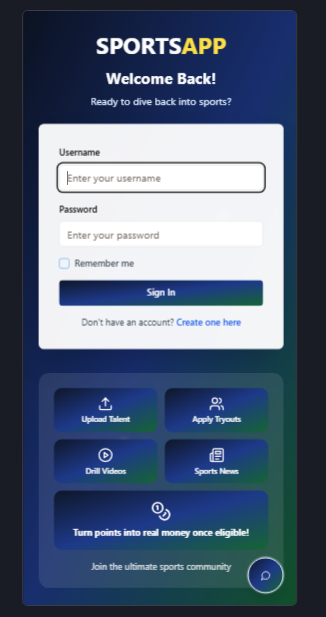 SPORTSAPP
Welcome Back!
Ready to dive back into sports?
Username
Enter your username
Password
Enter your password
Remember me
Sign In
Don't have an account? Create one here
Upload Talent
Apply Tryouts
Drill Videos
Sports News
Turn points into real money once eligible!
Join the ultimate sports community